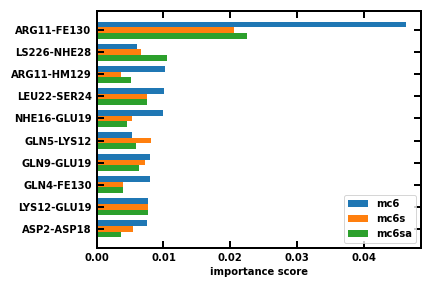 ARG11-FE130
LS226-NHE28
ARG11-HM129
LEU22-SER24
NHE16-GLU19
GLN5-LYS12
GLN9-GLU19
GLN4-FE130
LYS12-GLU19
ASP2-ASP18
mc6
mc6s
mc6sa
0.00 0.01 0.02 0.03 0.04
importance score